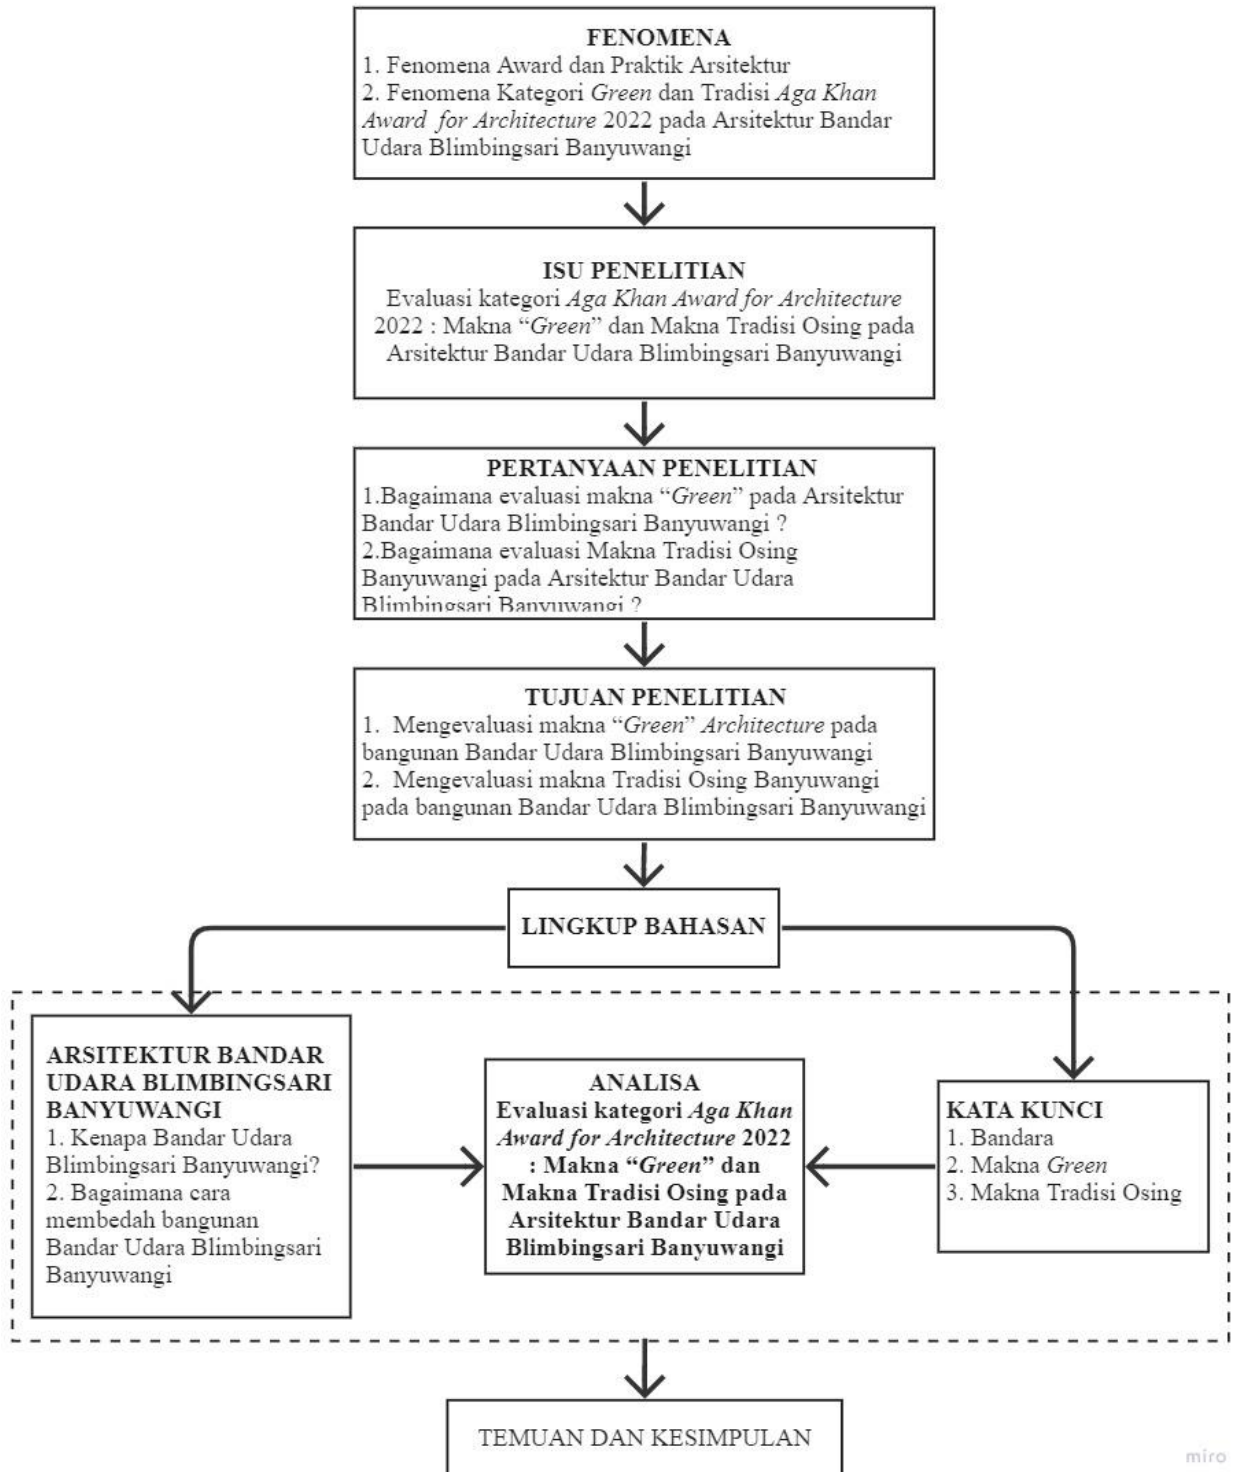 FENOMENA
1. Fenomena Award dan Praktik Arsitektur
2. Fenomena Kategori Green dan Tradisi Aga Khan
Award for Architecture 2022 pada Arsitektur Bandar
Udara Blimbingsari Banyuwangi
ISU PENELITIAN
Evaluasi kategori Aga Khan Award for Architecture
2022 : Makna “Green” dan Makna Tradisi Osing pada
Arsitektur Bandar Udara Blimbingsari Banyuwangi
PERTANYAAN PENELITIAN
1.Bagaimana evaluasi makna “Green” pada Arsitektur
Bandar Udara Blimbingsari Banyuwangi ?
2.Bagaimana evaluasi Makna Tradisi Osing
Banyuwangi pada Arsitektur Bandar Udara
Blimbingsari Banyuwangi ?
TUJUAN PENELITIAN
1. Mengevaluasi makna “Green” Architecture pada
bangunan Bandar Udara Blimbingsari Banyuwangi
2. Mengevaluasi makna Tradisi Osing Banyuwangi
pada bangunan Bandar Udara Blimbingsari Banyuwangi
LINGKUP BAHASAN
ARSITEKTUR BANDAR
UDARA BLIMBINGSARI
BANYUWANGI
1. Kenapa Bandar Udara
Blimbingsari Banyuwangi?
2. Bagaimana cara
membedah bangunan
Bandar Udara Blimbingsari
Banyuwangi
ANALISA
Evaluasi kategori Aga Khan
Award for Architecture 2022
: Makna “Green” dan
Makna Tradisi Osing pada
Arsitektur Bandar Udara
Blimbingsari Banyuwangi
KATA KUNCI
1. Bandara
2. Makna Green
3. Makna Tradisi Osing
TEMUAN DAN KESIMPULAN
miro